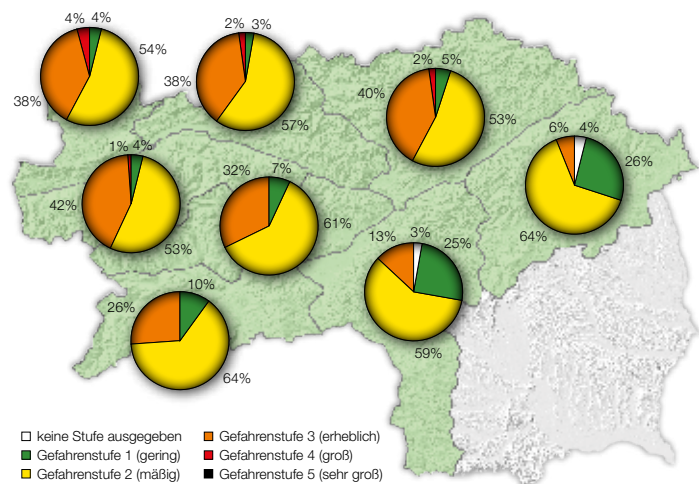 4% 4%
54%
38%
2% 3%
38%
57%
2% 5%
40%
53%
6% 4%
26%
64%
1% 4%
42%
53%
32% 7%
61%
13% 3% 25%
59%
26% 10%
64%
keine Stufe ausgegeben
Gefahrenstufe 1 (gering)
Gefahrenstufe 2 (mäßig)
Gefahrenstufe 3 (erheblich)
Gefahrenstufe 4 (groß)
Gefahrenstufe 5 (sehr groß)